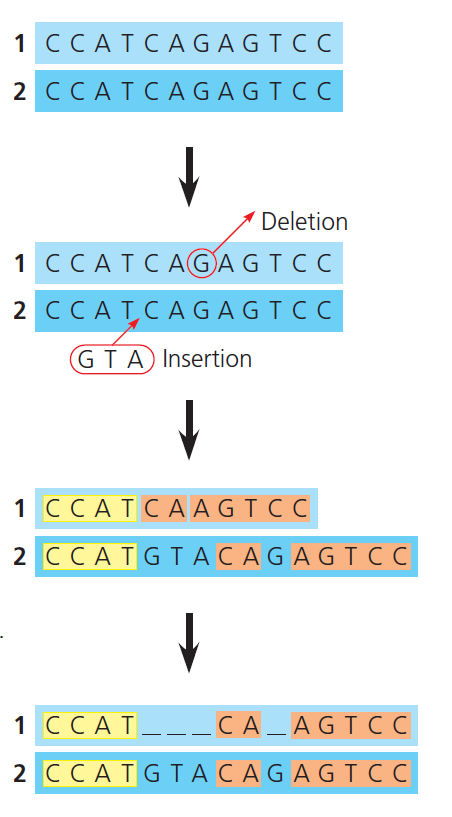 1 C C A T C A G A G T C C
2 C C A T C A G A G T C C
Deletion
1 C C A T C A G A G T C C
2 C C A T C A G A G T C C
G T A Insertion
1 C C A T C A A G T C C
2 C C A T G T A C A G A G T C C
.
1 C C A T _ _ _ C A _ A G T C C
2 C C A T G T A C A G A G T C C